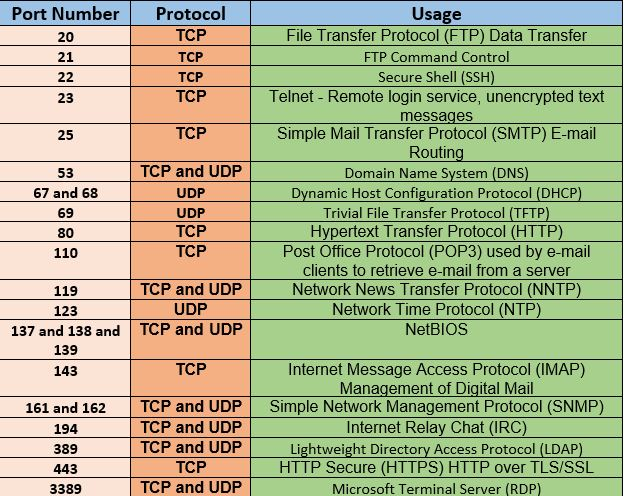 Port Number Protocol Usage
20 TCP File Transfer Protocol (FTP) Data Transfer
21 TCP FTP Command Control
22 TCP Secure Shell (SSH)
23 TCP Telnet - Remote login service, unencrypted text
messages
25 TCP Simple Mail Transfer Protocol (SMTP) E-mail
Routing
53 TCP and UDP Domain Name System (DNS)
67 and 68 UDP Dynamic Host Configuration Protocol (DHCP)
69 UDP Trivial File Transfer Protocol (TFTP)
80 TCP Hypertext Transfer Protocol (HTTP)
110 TCP Post Office Protocol (POP3) used by e-mail
clients to retrieve e-mail from a server
119 TCP and UDP Network News Transfer Protocol (NNTP)
123 UDP Network Time Protocol (NTP)
137 and 138 and TCP and UDP NetBIOS
139
143 TCP Internet Message Access Protocol (IMAP)
Management of Digital Mail
161 and 162 TCP and UDP Simple Network Management Protocol (SNMP)
194 TCP and UDP Internet Relay Chat (IRC)
389 TCP and UDP Lightweight Directory Access Protocol (LDAP)
443 TCP HTTP Secure (HTTPS) HTTP over TLS/SSL
3389 TCP and UDP Microsoft Terminal Server (RDP)